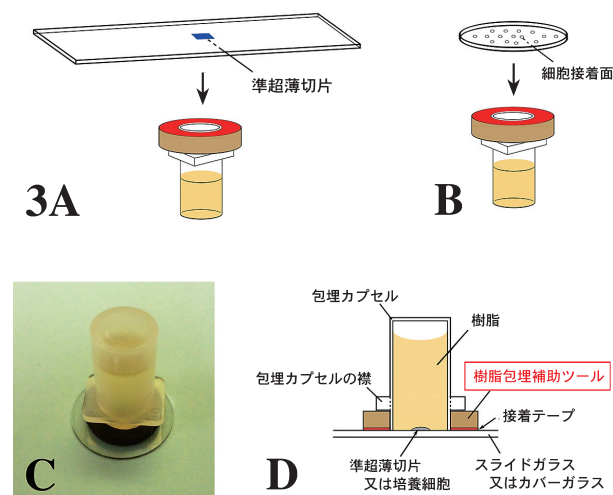 準超薄切片
3A
細胞接着面
B
C
D
包埋カプセル
樹脂
包埋カプセルの襟
樹脂包埋補助ツール
接着テープ
準超薄切片
又は培養細胞
スライドガラス
又はカバーガラス